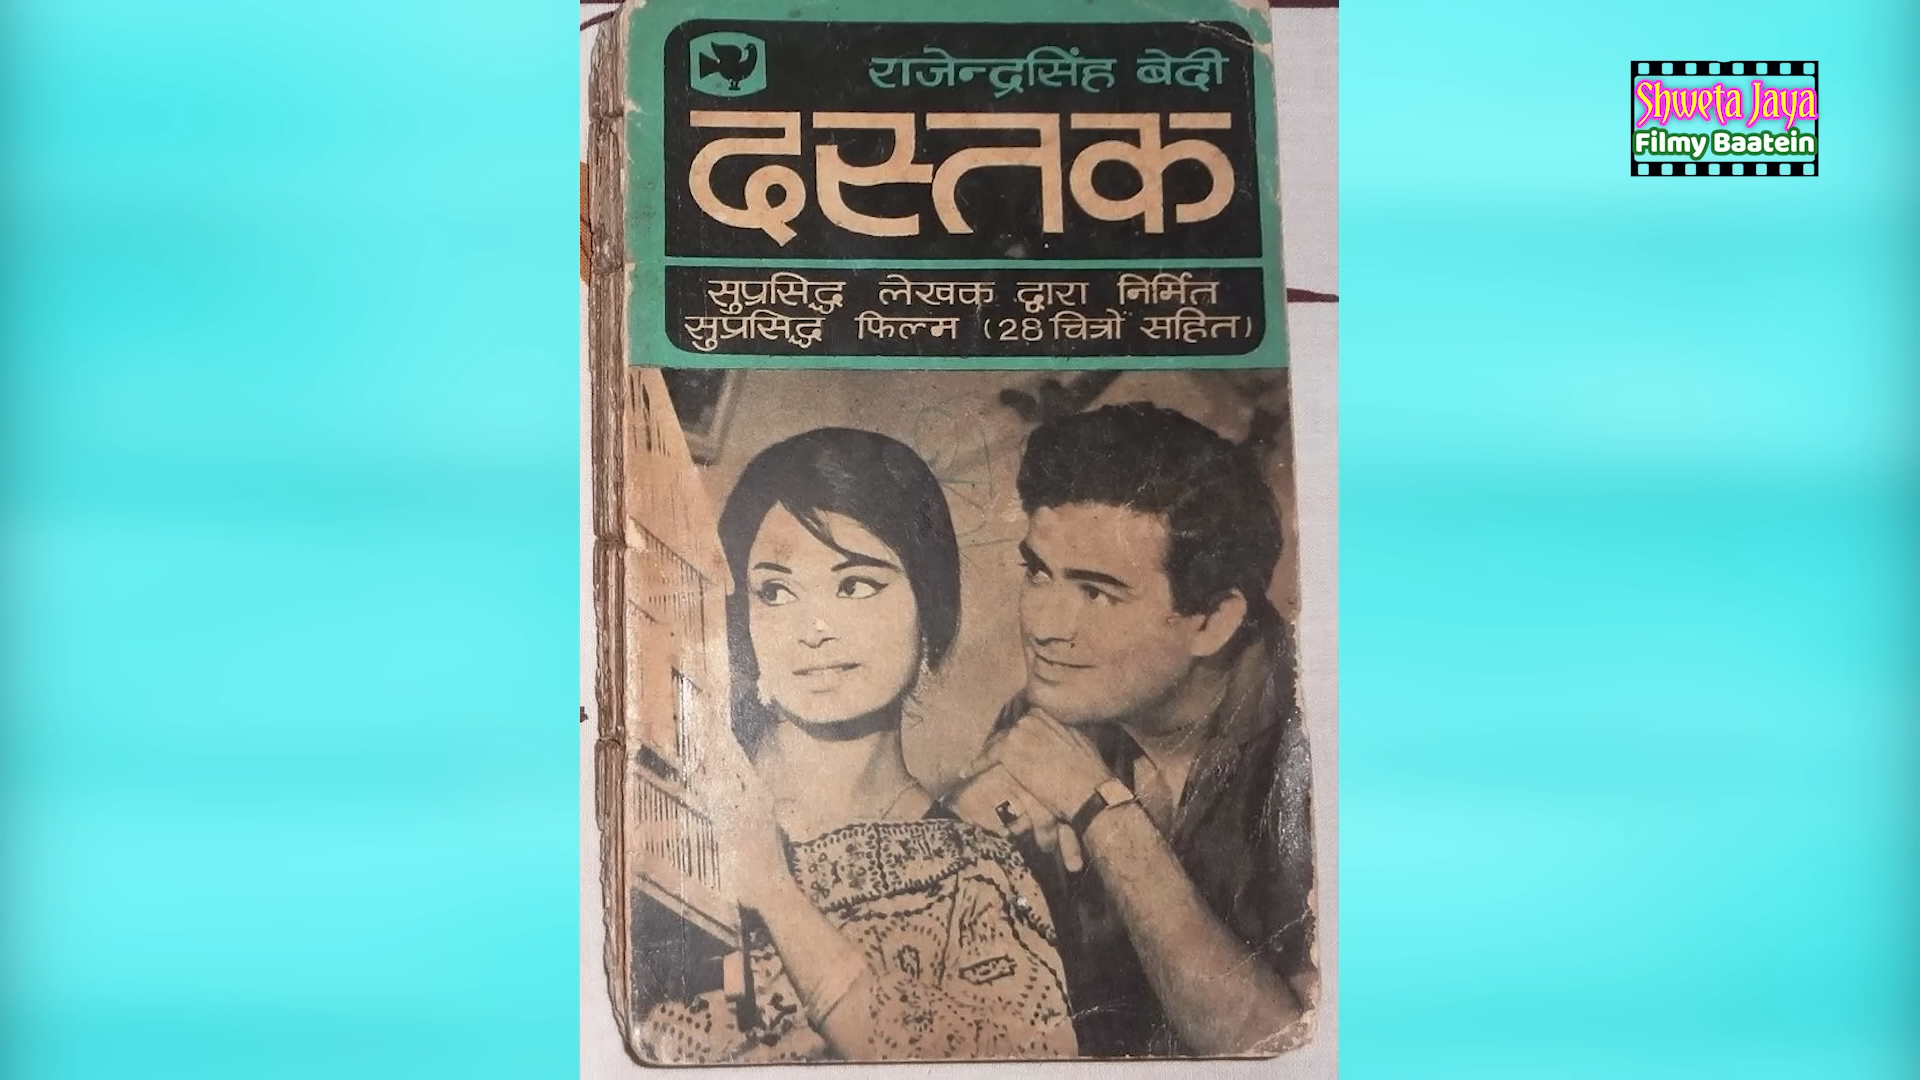 राजेन्द्रसिंह बेदी
दस्तक
सुप्रसिद्ध लेखक द्वारा निर्मित
सुप्रसिद्ध फिल्म (28 चित्रों सहित)
Shweta Jaya
Filmy Baatein